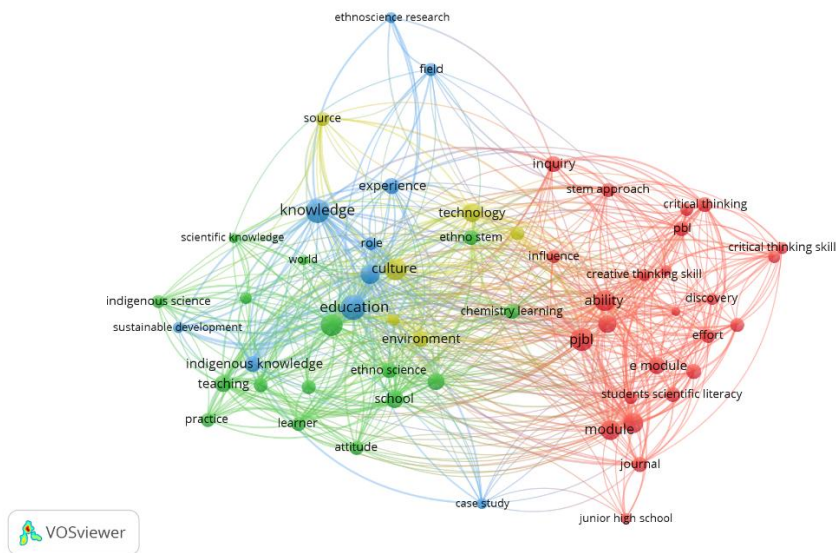 ethnoscience research
field
source
inquiry
experience
stem approach
critical thinking
knowledge
technology
pbl
scientific knowledge
role
ethno stem
critical thinking skill
world
culture
influence
creative thinking skill
indigenous science
ability
discovery
education
chemistry learning
sustainable development
environment
pjbl
effort
indigenous knowledge
ethno science
e module
teaching
school
students scientific literacy
practice
learner
module
attitude
journal
case study
junior high school
VOSviewer